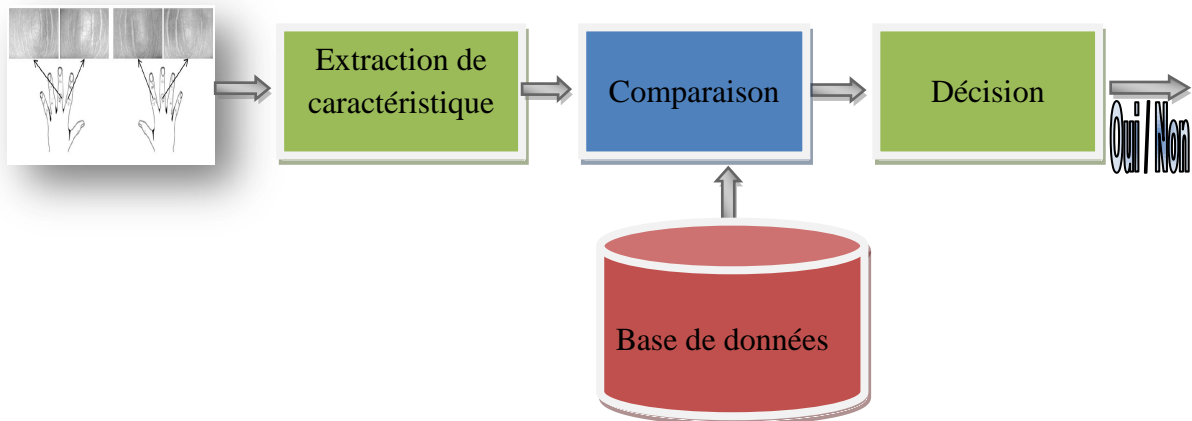 Extraction de
caractéristique
Comparaison
Décision
Oui / Non
Base de données